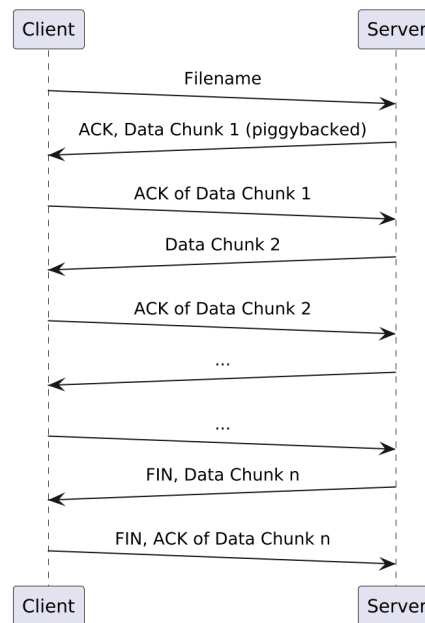 Client Server
Filename
ACK, Data Chunk 1 (piggybacked)
ACK of Data Chunk 1
Data Chunk 2
ACK of Data Chunk 2
...
...
FIN, Data Chunk n
FIN, ACK of Data Chunk n
Client Server